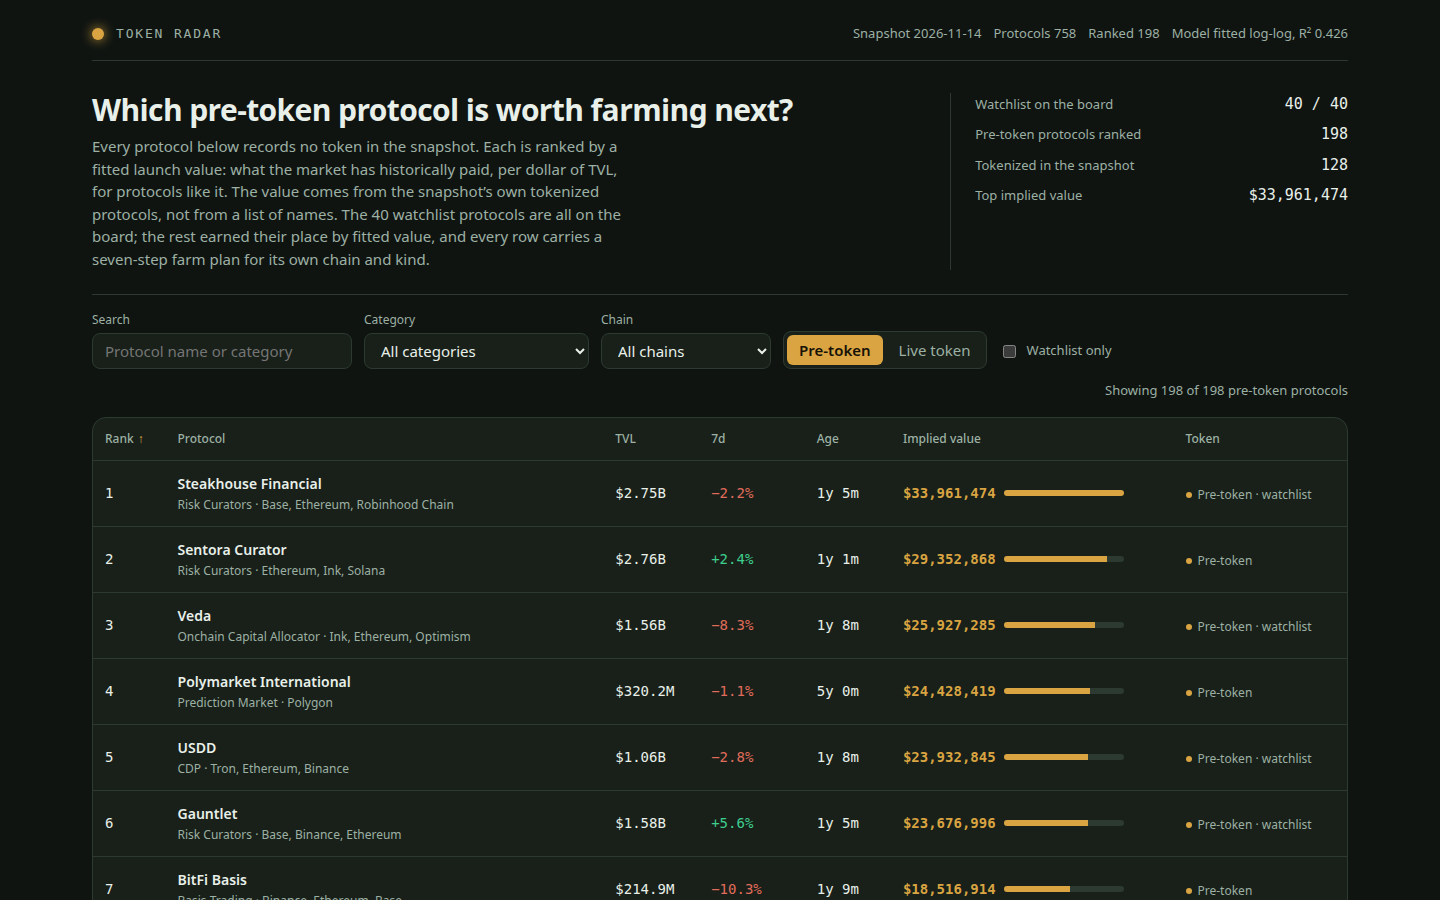 TOKEN RADAR
Snapshot 2026-11-14 Protocols 758 Ranked 198 Model fitted log-log, R² 0.426
Which pre-token protocol is worth farming next?
Every protocol below records no token in the snapshot. Each is ranked by a
fitted launch value: what the market has historically paid, per dollar of TVL,
for protocols like it. The value comes from the snapshot’s own tokenized
protocols, not from a list of names. The 40 watchlist protocols are all on the
board; the rest earned their place by fitted value, and every row carries a
seven-step farm plan for its own chain and kind.
Watchlist on the board 40 / 40
Pre-token protocols ranked 198
Tokenized in the snapshot 128
Top implied value $33,961,474
Search Category Chain
Protocol name or category All categories All chains Pre-token Live token Watchlist only
Showing 198 of 198 pre-token protocols
Rank ↑ Protocol TVL 7d Age Implied value Token
1 Steakhouse Financial $2.75B −2.2% 1y 5m $33,961,474 Pre-token · watchlist
Risk Curators · Base, Ethereum, Robinhood Chain
2 Sentora Curator $2.76B +2.4% 1y 1m $29,352,868 Pre-token
Risk Curators · Ethereum, Ink, Solana
3 Veda $1.56B −8.3% 1y 8m $25,927,285 Pre-token · watchlist
Onchain Capital Allocator · Ink, Ethereum, Optimism
4 Polymarket International $320.2M −1.1% 5y 0m $24,428,419 Pre-token
Prediction Market · Polygon
5 USDD $1.06B −2.8% 1y 8m $23,932,845 Pre-token · watchlist
CDP · Tron, Ethereum, Binance
6 Gauntlet $1.58B +5.6% 1y 5m $23,676,996 Pre-token · watchlist
Risk Curators · Base, Binance, Ethereum
7 BitFi Basis $214.9M −10.3% 1y 9m $18,516,914 Pre-token
Basis Trading · Binance, Ethereum, Base